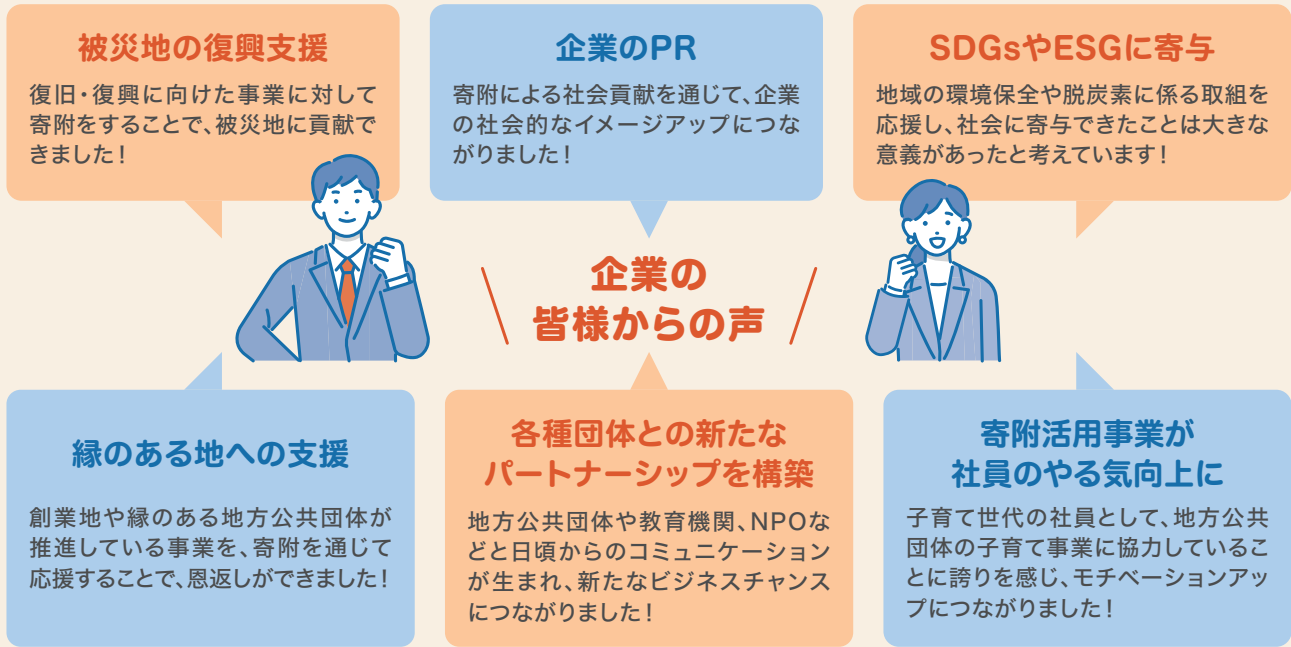 被災地の復興支援
復旧・復興に向けた事業に対して
寄附をすることで、被災地に貢献で
きました！
企業のPR
寄附による社会貢献を通じて、企業
の社会的なイメージアップにつな
がりました！
SDGsやESGに寄与
地域の環境保全や脱炭素に係る取組を
応援し、社会に寄与できたことは大きな
意義があったと考えています！
企業の
皆様からの声
縁のある地への支援
創業地や縁のある地方公共団体が
推進している事業を、寄附を通じて
応援することで、恩返しができました！
各種団体との新たな
パートナーシップを構築
地方公共団体や教育機関、NPOな
どと日頃からのコミュニケーション
が生まれ、新たなビジネスチャンス
につながりました！
寄附活用事業が
社員のやる気向上に
子育て世代の社員として、地方公共
団体の子育て事業に協力しているこ
とに誇りを感じ、モチベーションアッ
プにつながりました！